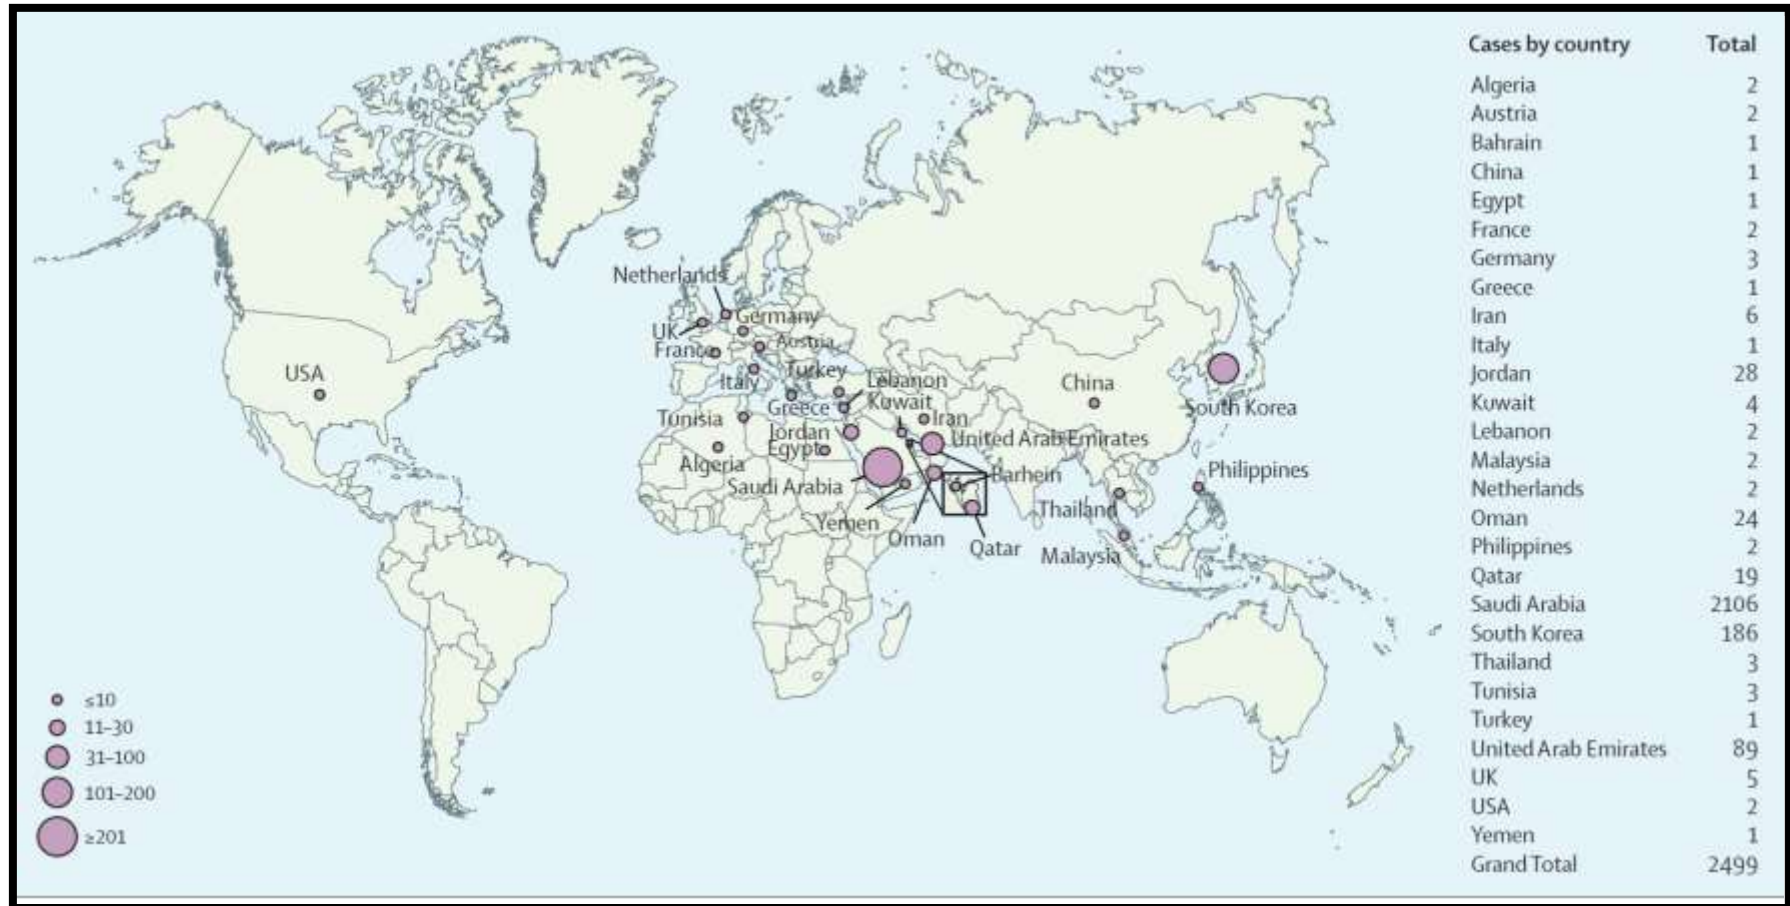 Cases by country Total
Algeria 2
Austria 2
Bahrain 1
China 1
Egypt 1
France 2
Germany 3
Greece 1
Iran 6
Italy 1
Jordan 28
Kuwait 4
Lebanon 2
Malaysia 2
Netherlands 2
Oman 24
Philippines 2
Qatar 19
Saudi Arabia 2106
South Korea 186
Thailand 3
Tunisia 3
Turkey 1
United Arab Emirates 89
UK 5
USA 2
Yemen 1
Grand Total 2499
Netherlands
Germany
UK
France
Austria
Italy
Turkey
USA
Lebanon
China
Greece
Kuwait
South Korea
Tunisia
Iran
Jordan
United Arab Emirates
Egypt
Algeria
Philippines
Barhein
Saudi Arabia
Thailand
Yemen
Oman
Qatar
Malaysia
≤10
11–30
31–100
101–200
≥201